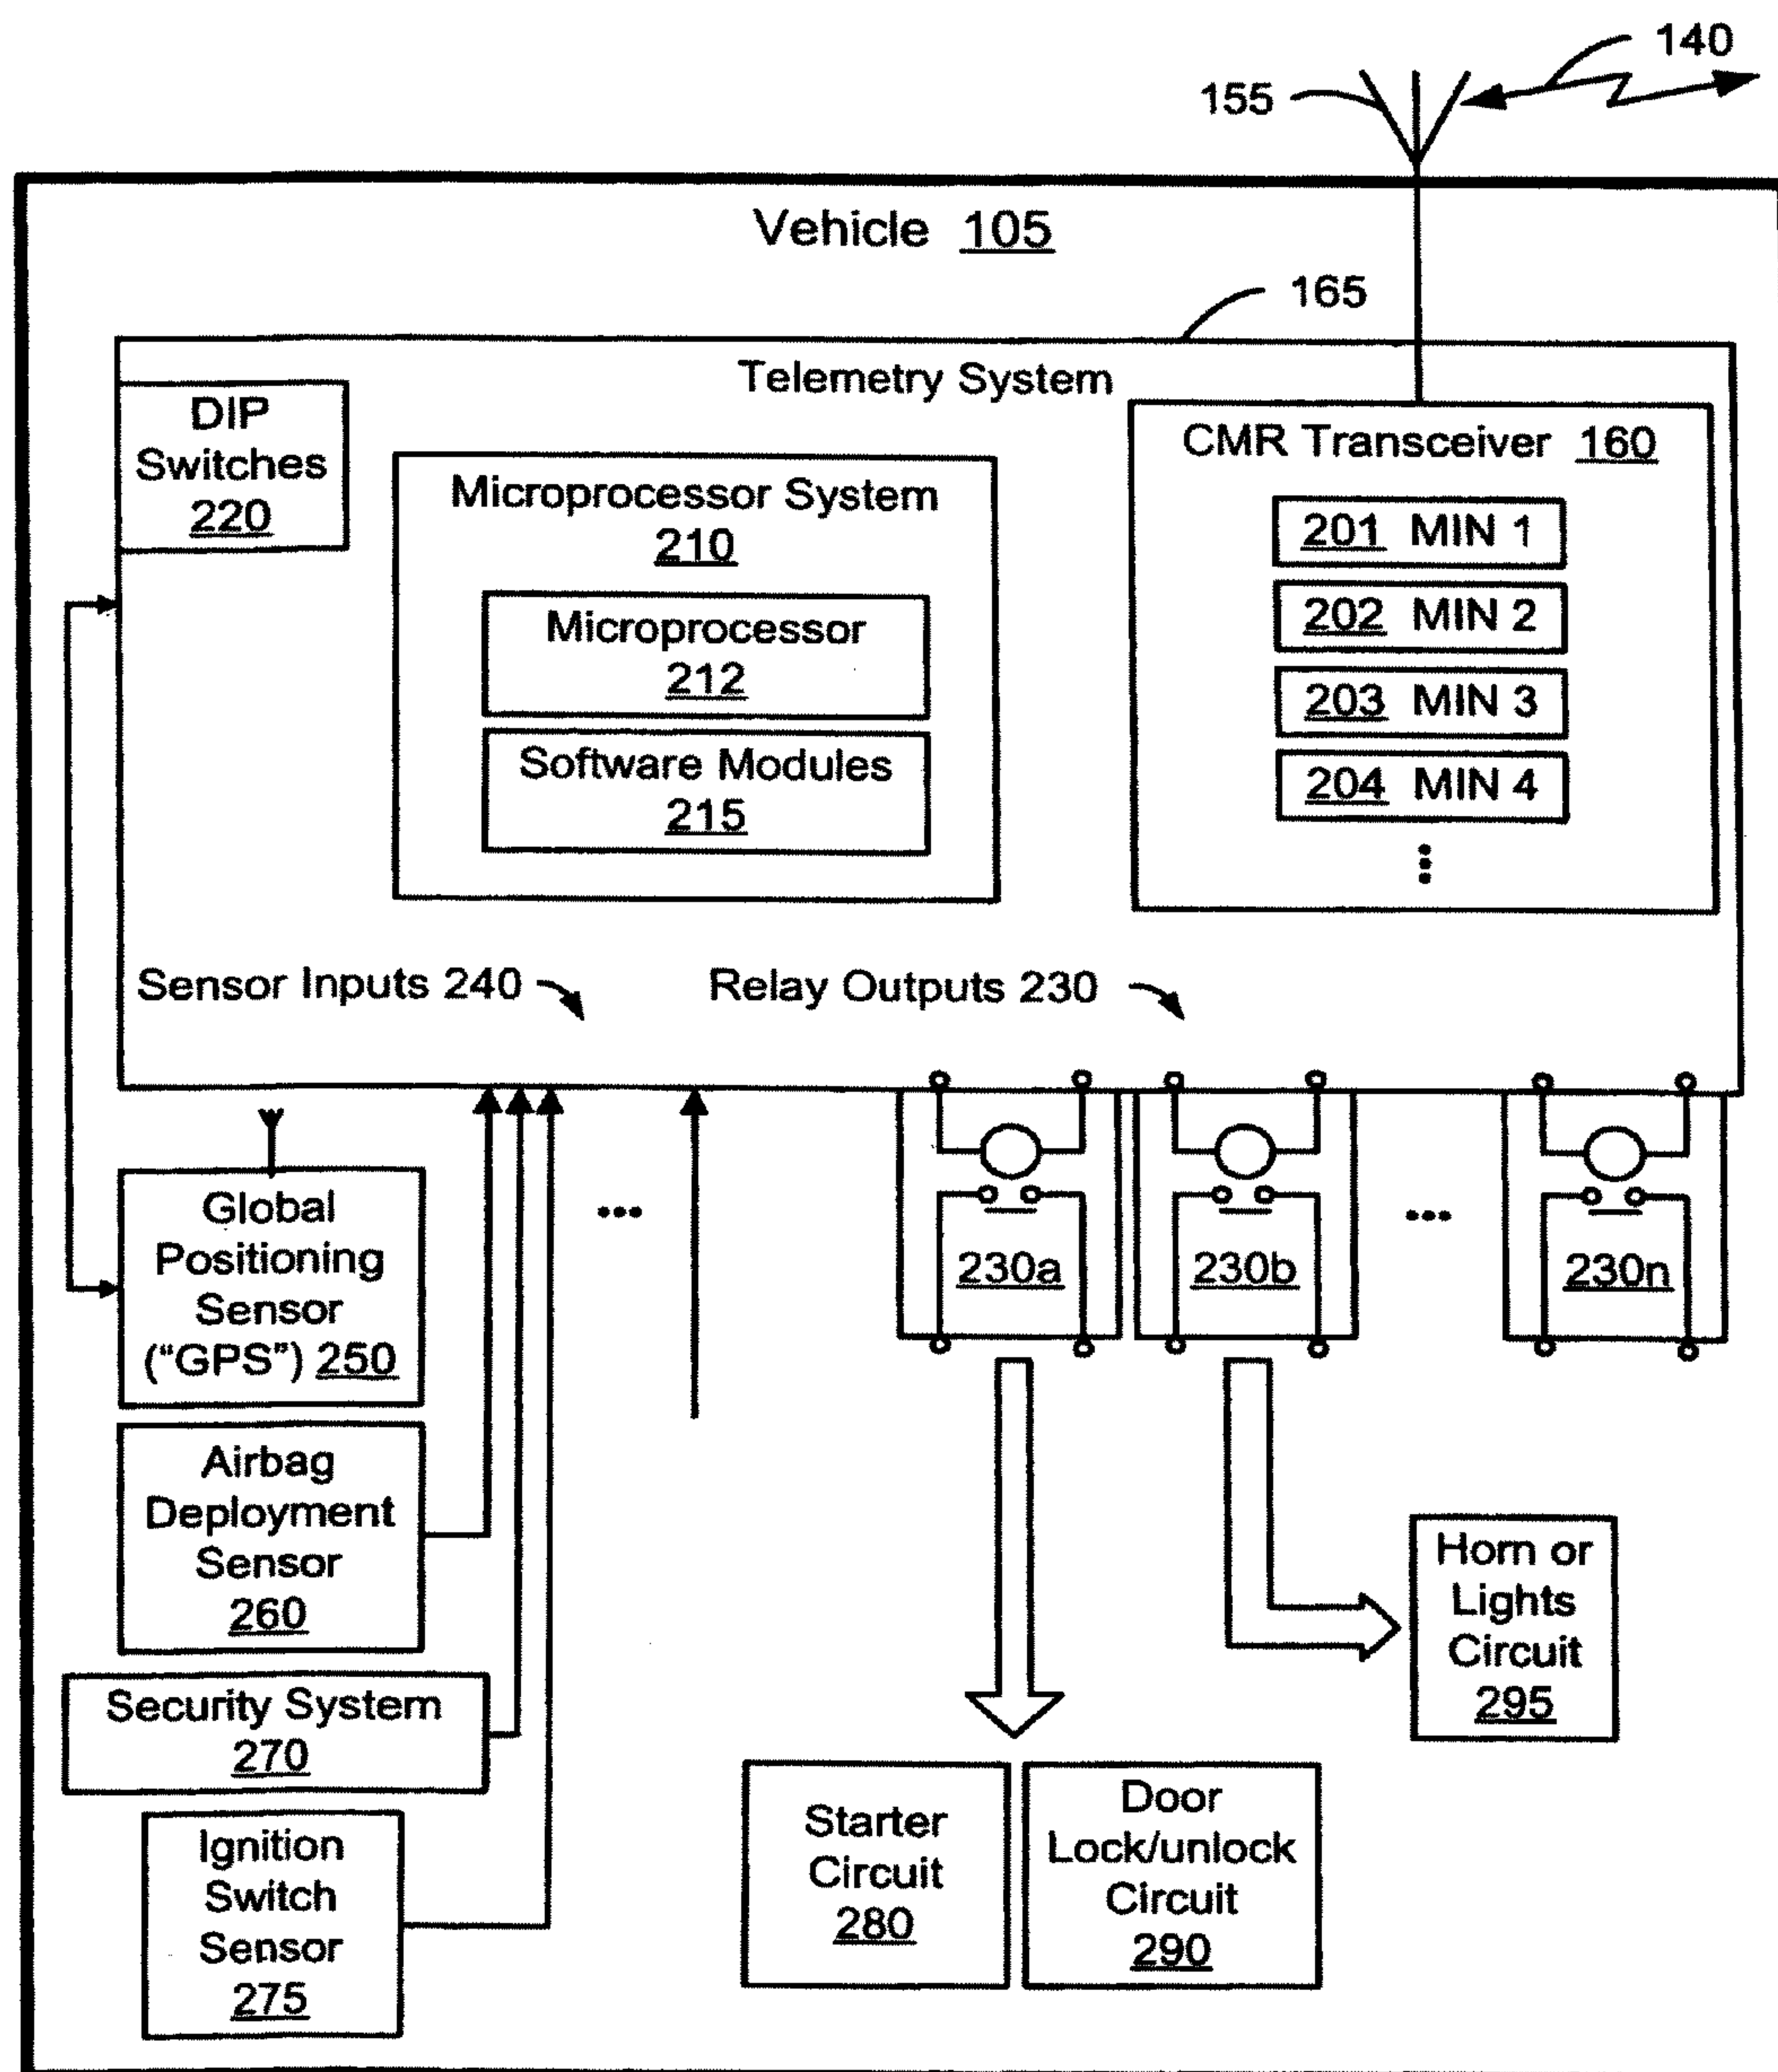 140
155
Vehicle 105
165
Telemetry System
DIP
Switches
220
Microprocessor System
210
Microprocessor
212
Software Modules
215
CMR Transceiver 160
201 MIN 1
202 MIN 2
203 MIN 3
204 MIN 4
...
Sensor Inputs 240
Relay Outputs 230
Global
Positioning
Sensor
(“GPS”) 250
...
230a
230b
...
230n
Airbag
Deployment
Sensor
260
Security System
270
Ignition
Switch
Sensor
275
Starter
Circuit
280
Door
Lock/unlock
Circuit
290
Horn or
Lights
Circuit
295